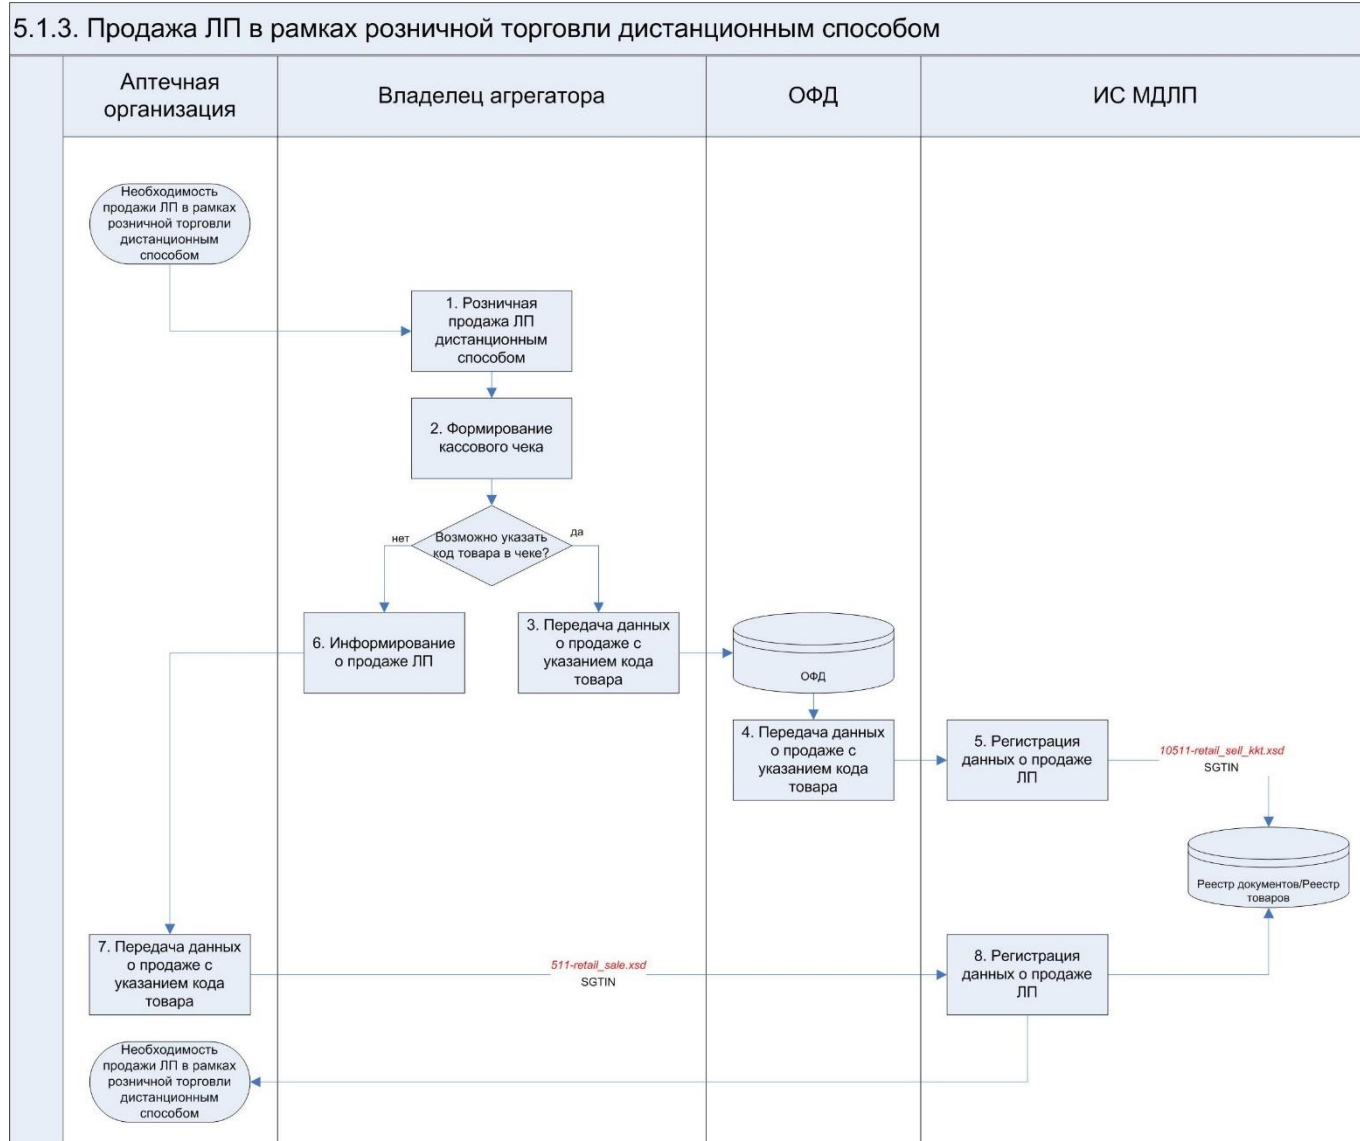 5.1.3. Продажа ЛП в рамках розничной торговли дистанционным способом
Аптечная
организация
Владелец агрегатора
ОФД
ИС МДЛП
Необходимость
продажи ЛП в рамках
розничной торговли
дистанционным
способом
1. Розничная
продажа ЛП
дистанционным
способом
2. Формирование
кассового чека
Возможно указать
код товара в чеке?
нет
да
6. Информирование
о продаже ЛП
3. Передача данных
о продаже с
указанием кода
товара
ОФД
4. Передача данных
о продаже с
указанием кода
товара
5. Регистрация
данных о продаже
ЛП
10511-retail_sell_kkt.xsd
SGTIN
Реестр документов/Реестр
товаров
7. Передача данных
о продаже с
указанием кода
товара
511-retail_sale.xsd
SGTIN
8. Регистрация
данных о продаже
ЛП
Необходимость
продажи ЛП в рамках
розничной торговли
дистанционным
способом